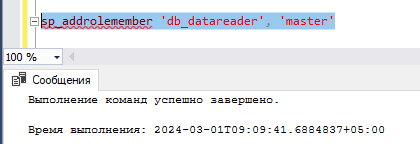 sp_addrolemember 'db_datareader', 'master'
100 %
Сообщения
Выполнение команд успешно завершено.
Время выполнения: 2024-03-01T09:09:41.6884837+05:00